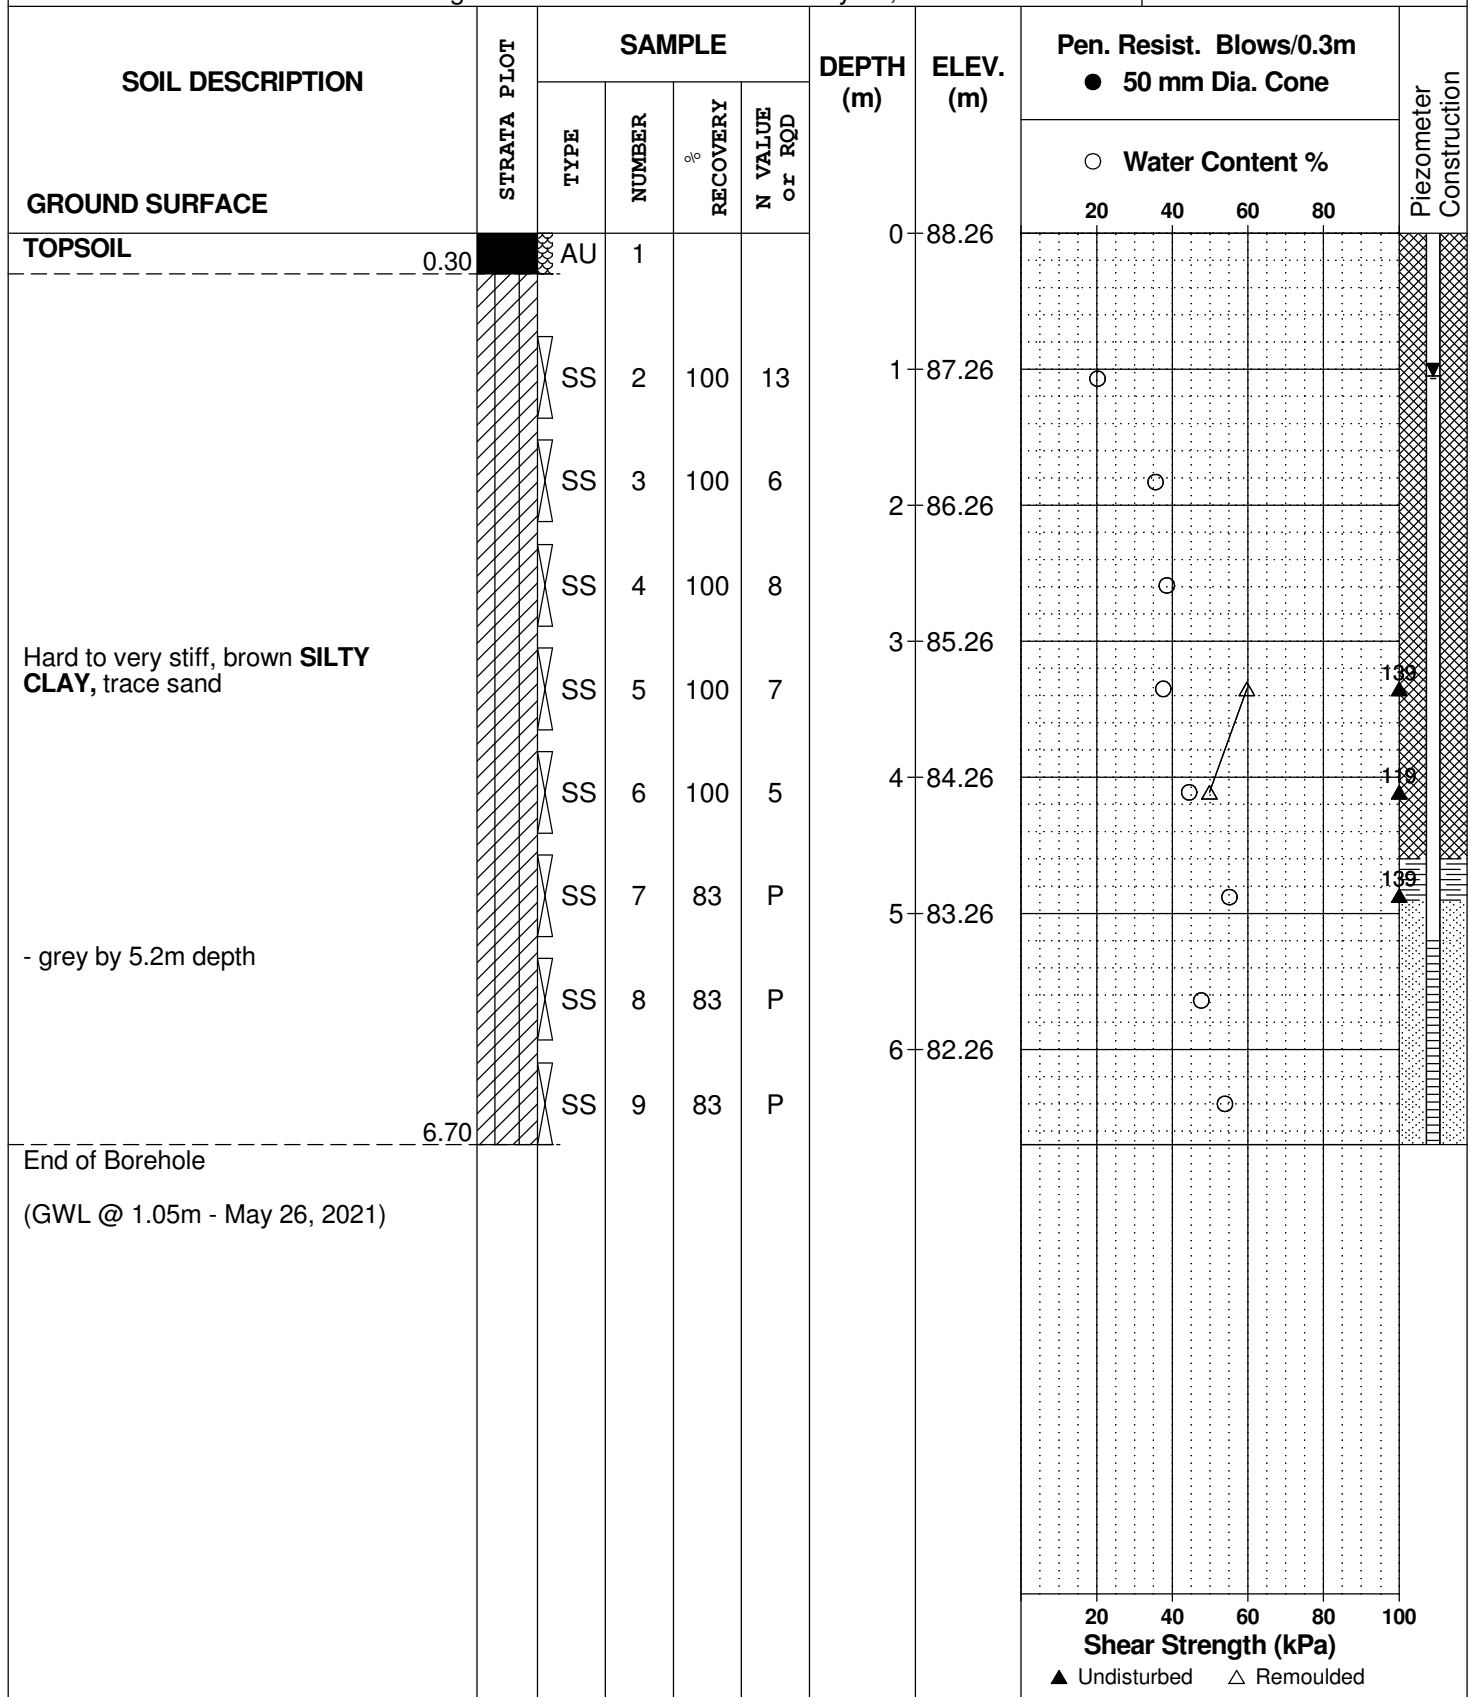 SOIL DESCRIPTION
GROUND SURFACE
STRATA PLOT
SAMPLE
TYPE
NUMBER
% RECOVERY
N VALUE or RQD
DEPTH (m)
ELEV. (m)
Pen. Resist. Blows/0.3m
● 50 mm Dia. Cone
○ Water Content %
20 40 60 80
Piezometer Construction
TOPSOIL
0.30
AU 1
0 88.26
SS 2 100 13
1 87.26
SS 3 100 6
2 86.26
SS 4 100 8
3 85.26
Hard to very stiff, brown SILTY
CLAY, trace sand
SS 5 100 7
139
4 84.26
SS 6 100 5
119
SS 7 83 P
139
5 83.26
- grey by 5.2m depth
SS 8 83 P
6 82.26
SS 9 83 P
6.70
End of Borehole
(GWL @ 1.05m - May 26, 2021)
20 40 60 80 100
Shear Strength (kPa)
▲ Undisturbed △ Remoulded